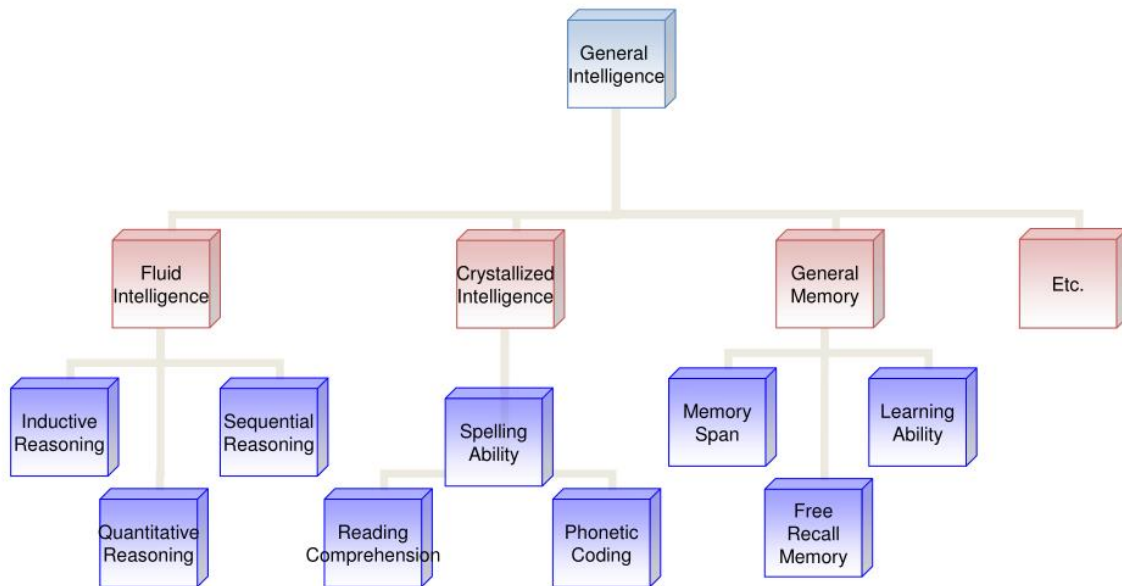 General
Intelligence
Fluid
Intelligence
Crystallized
Intelligence
General
Memory
Etc.
Inductive
Reasoning
Sequential
Reasoning
Spelling
Ability
Memory
Span
Learning
Ability
Quantitative
Reasoning
Reading
Comprehension
Phonetic
Coding
Free
Recall
Memory